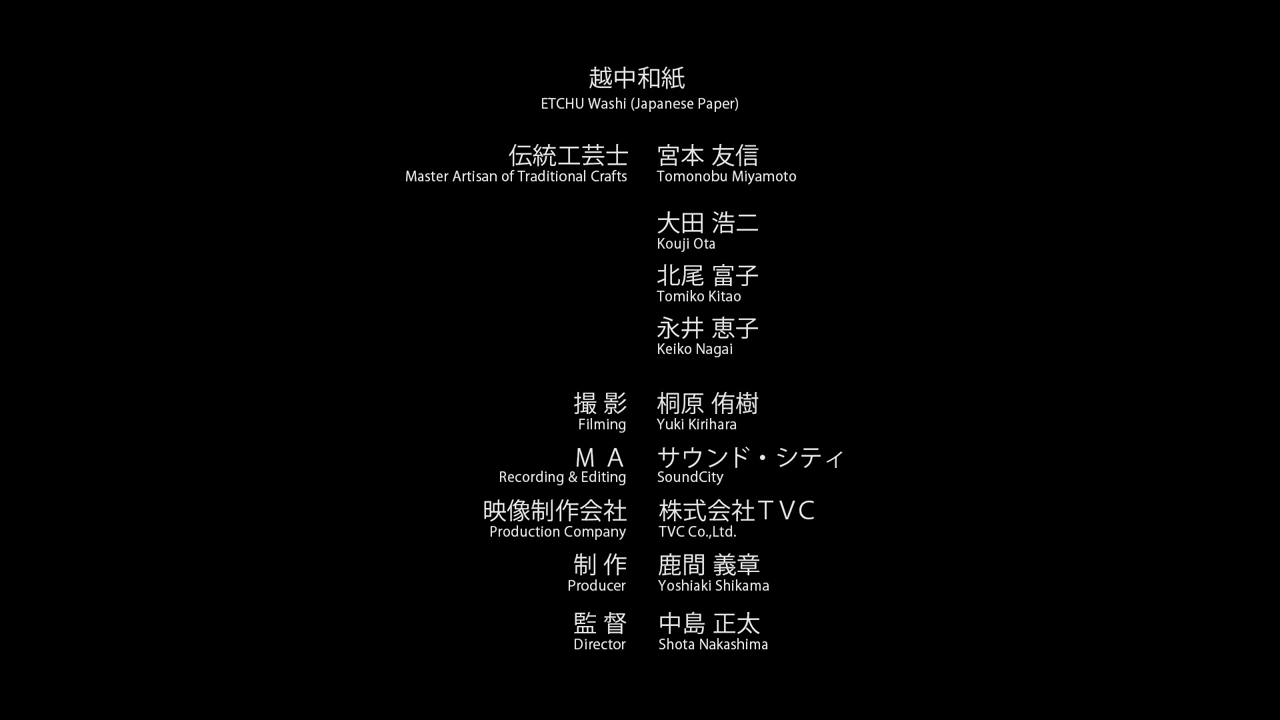 越中和紙
ETCHU Washi (Japanese Paper)
伝統工芸士 宮本 友信
Master Artisan of Traditional Crafts Tomonobu Miyamoto
大田 浩二
Kouji Ota
北尾 富子
Tomiko Kitao
永井 恵子
Keiko Nagai
撮 影 桐原 侑樹
Filming Yuki Kirihara
Ｍ Ａ サウンド・シティ
Recording & Editing SoundCity
映像制作会社 株式会社ＴＶＣ
Production Company TVC Co.,Ltd.
制 作 鹿間 義章
Producer Yoshiaki Shikama
監 督 中島 正太
Director Shota Nakashima